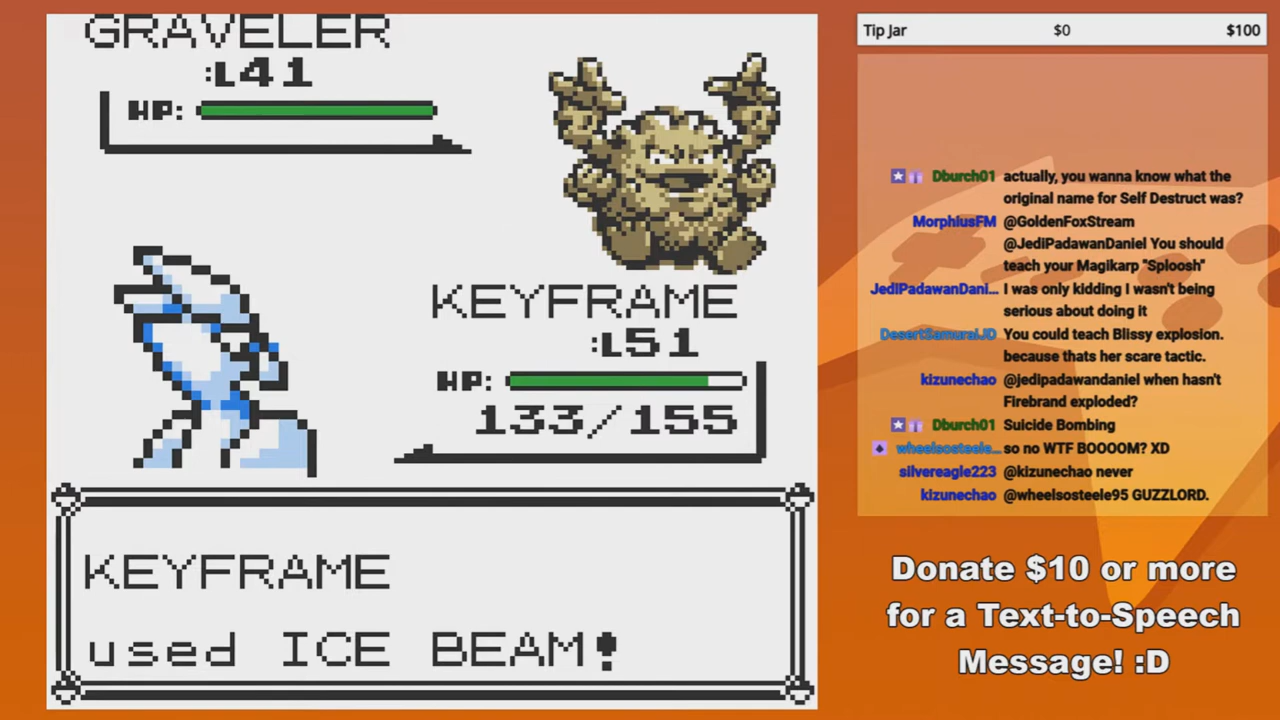 GRAVELER
:L41
HP:
KEYFRAME
:L51
HP:
133/155
KEYFRAME
used ICE BEAM!
Tip Jar $0 $100
Dburch01 actually, you wanna know what the
original name for Self Destruct was?
MorphiusFM @GoldenFoxStream
@JediPadawanDaniel You should
teach your Magikarp "Sploosh"
JediPadawanDani... I was only kidding I wasn't being
serious about doing it
DesertSamuraiJD You could teach Blissy explosion.
because thats her scare tactic.
kizunechao @jedipadawandaniel when hasn't
Firebrand exploded?
Dburch01 Suicide Bombing
wheelsosteele... so no WTF BOOOOM? XD
silvereagle223 @kizunechao never
kizunechao @wheelsosteele95 GUZZLORD.
Donate $10 or more
for a Text-to-Speech
Message! :D